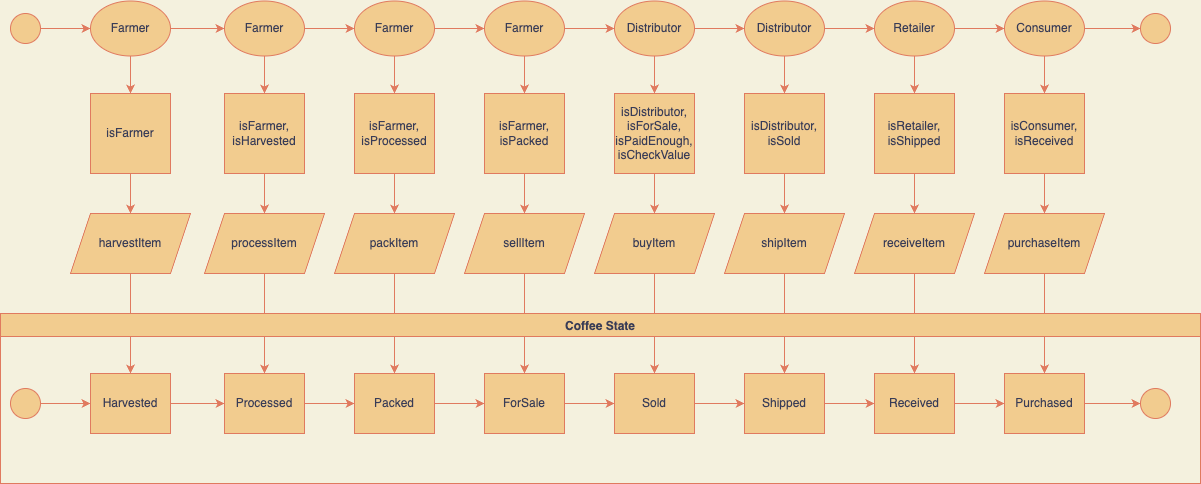 Farmer
Farmer
Farmer
Farmer
Distributor
Distributor
Retailer
Consumer
isFarmer
isFarmer,
isHarvested
isFarmer,
isProcessed
isFarmer,
isPacked
isDistributor,
isForSale,
isPaidEnough,
isCheckValue
isDistributor,
isSold
isRetailer,
isShipped
isConsumer,
isReceived
harvestItem
processItem
packItem
sellItem
buyItem
shipItem
receiveItem
purchaseItem
Coffee State
Harvested
Processed
Packed
ForSale
Sold
Shipped
Received
Purchased